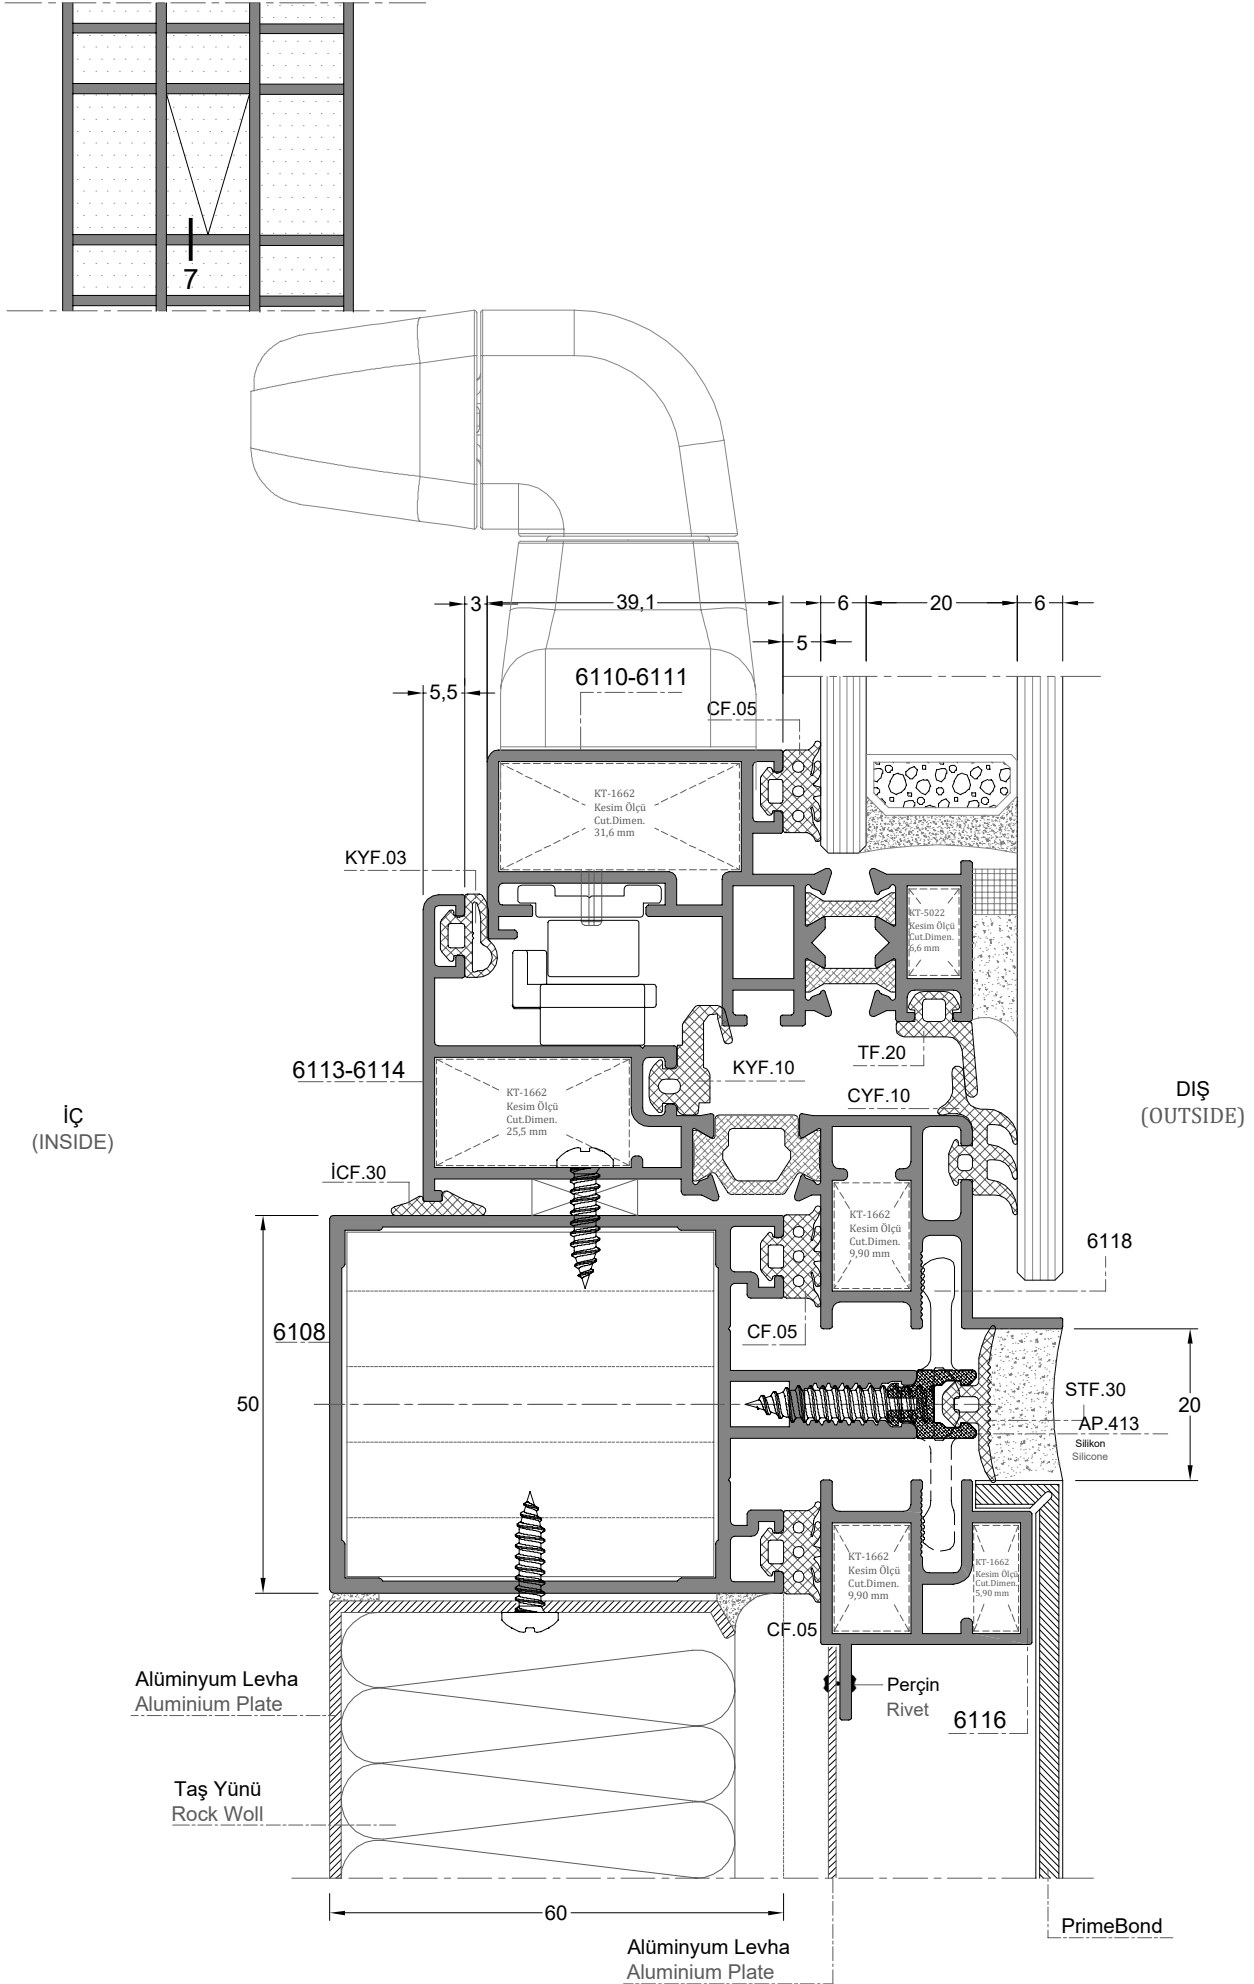 7
3
39,1
6
20
6
5
5,5
6110-6111
CF.05
KT-1662
Kesim Ölçü
Cut.Dimen.
31,6 mm
KYF.03
KT-5022
Kesim Ölçü
Cut.Dimen.
6,6 mm
TF.20
KYF.10
6113-6114
CYF.10
KT-1662
Kesim Ölçü
Cut.Dimen.
25,5 mm
İÇ
(INSIDE)
DIŞ
(OUTSIDE)
İCF.30
KT-1662
Kesim Ölçü
Cut.Dimen.
9,90 mm
6118
6108
CF.05
50
STF.30
AP.413
Silikon
Silicone
20
KT-1662
Kesim Ölçü
Cut.Dimen.
9,90 mm
KT-1662
Kesim Ölçü
Cut.Dimen.
5,90 mm
CF.05
Alüminyum Levha
Aluminium Plate
Perçin
Rivet
6116
Taş Yünü
Rock Woll
60
PrimeBond
Alüminyum Levha
Aluminium Plate